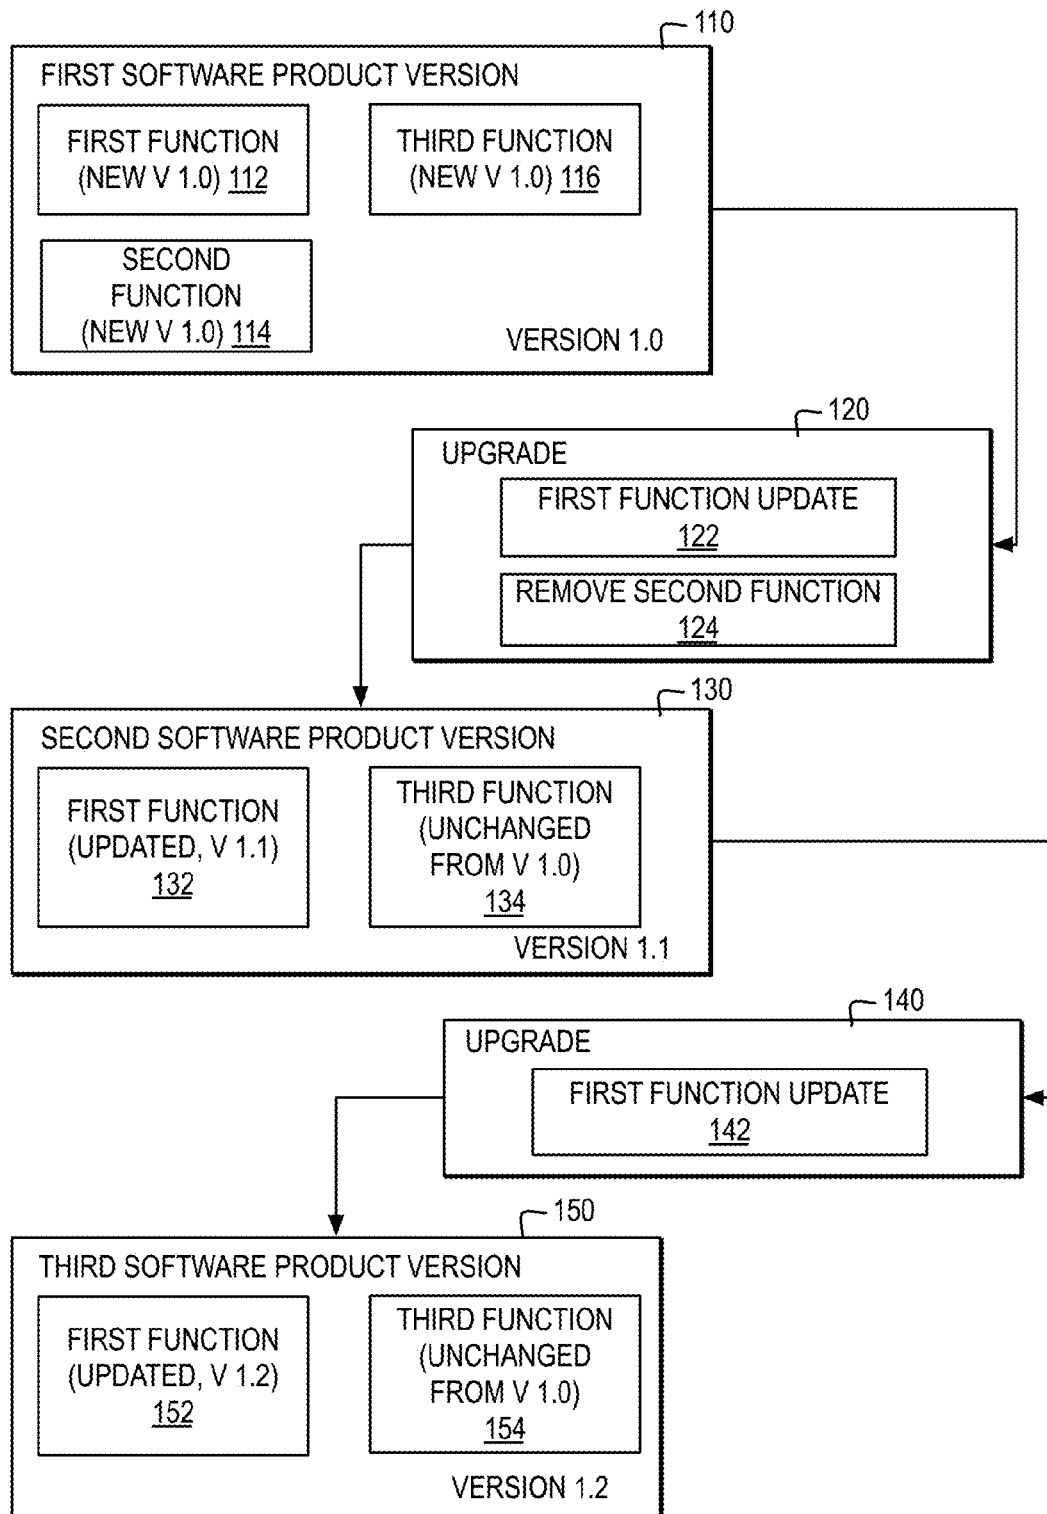 110
FIRST SOFTWARE PRODUCT VERSION
FIRST FUNCTION
(NEW V 1.0) 112
THIRD FUNCTION
(NEW V 1.0) 116
SECOND
FUNCTION
(NEW V 1.0) 114
VERSION 1.0
120
UPGRADE
FIRST FUNCTION UPDATE
122
REMOVE SECOND FUNCTION
124
130
SECOND SOFTWARE PRODUCT VERSION
FIRST FUNCTION
(UPDATED, V 1.1)
132
THIRD FUNCTION
(UNCHANGED
FROM V 1.0)
134
VERSION 1.1
140
UPGRADE
FIRST FUNCTION UPDATE
142
150
THIRD SOFTWARE PRODUCT VERSION
FIRST FUNCTION
(UPDATED, V 1.2)
152
THIRD FUNCTION
(UNCHANGED
FROM V 1.0)
154
VERSION 1.2